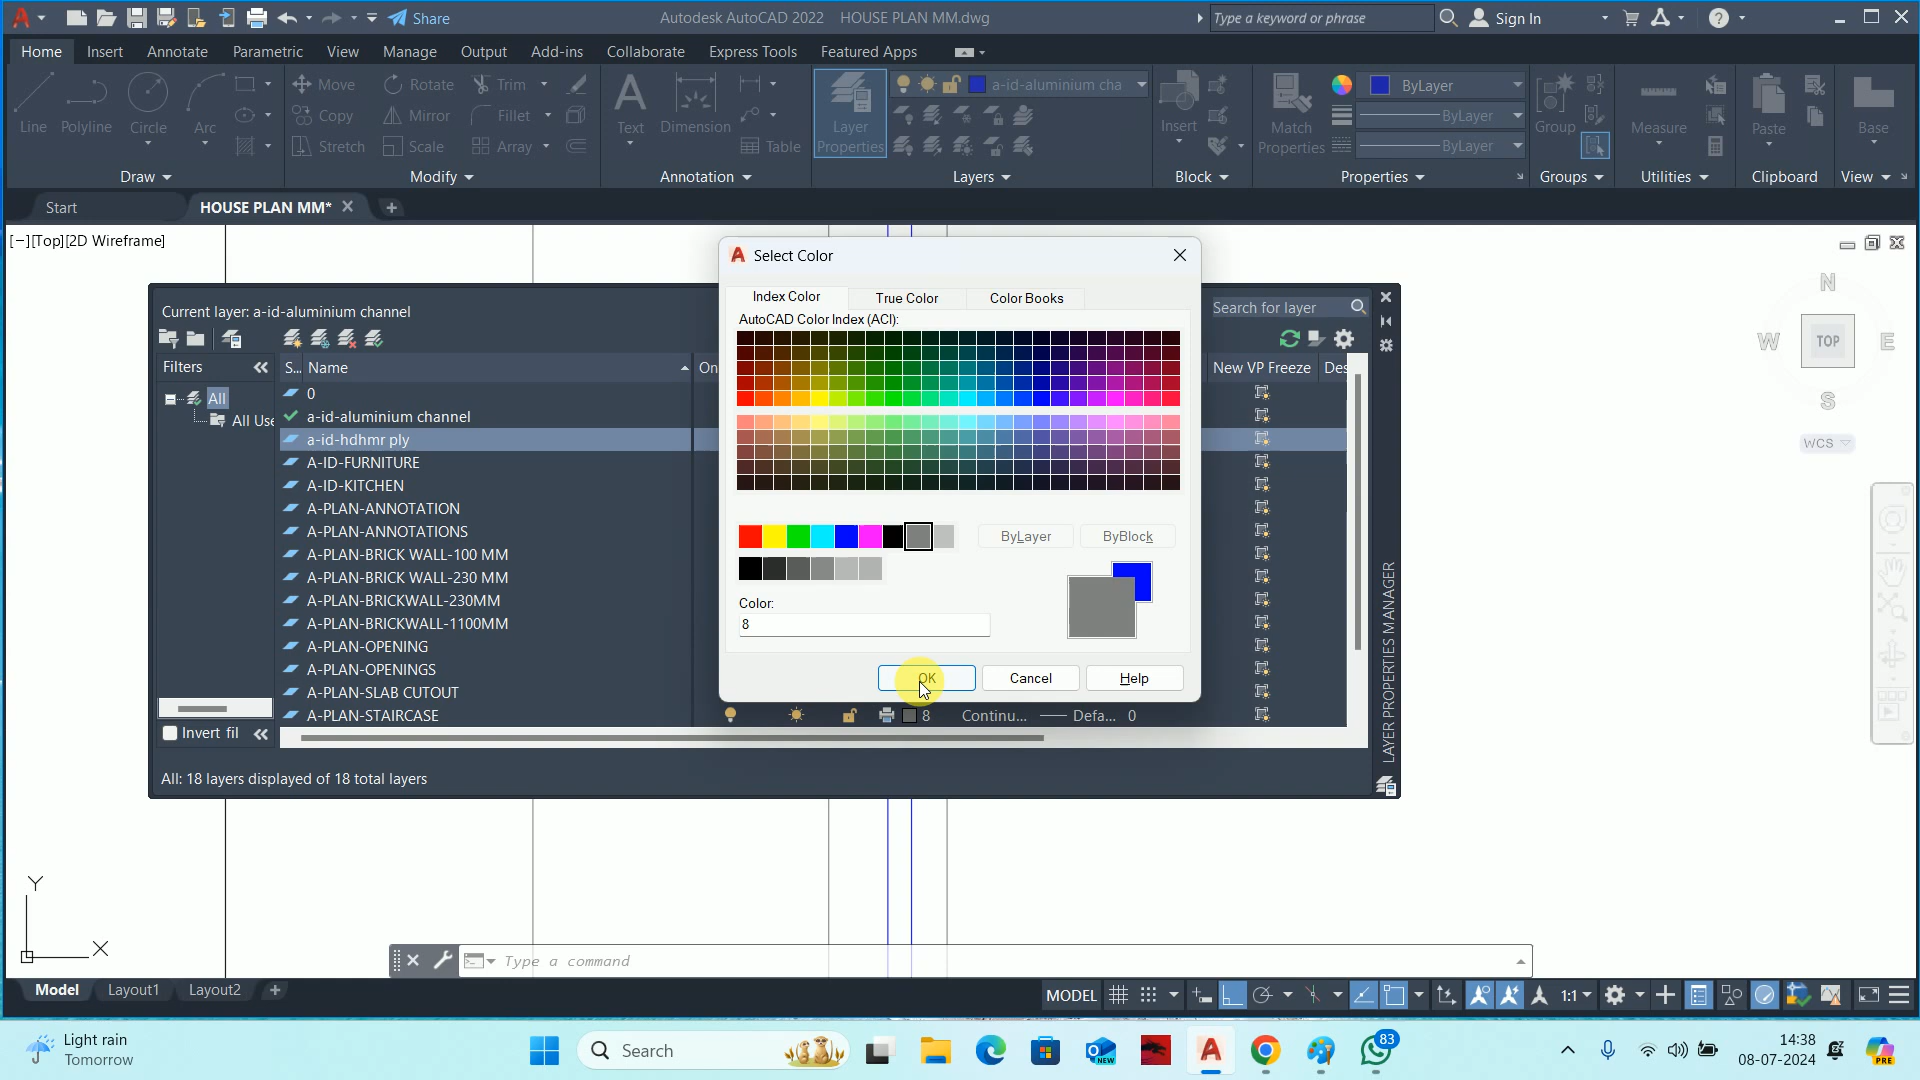 Share
Autodesk AutoCAD 2022 HOUSE PLAN MM.dwg
Type a keyword or phrase
Sign In
Home Insert Annotate Parametric View Manage Output Add-ins Collaborate Express Tools Featured Apps
Move Rotate Trim
a-id-aluminium cha
ByLayer
Line Polyline Circle Arc
Copy Mirror Fillet
Text Dimension
Layer Properties
Insert
Match Properties
ByLayer
Group
Measure
Paste
Base
Stretch Scale Array
Table
ByLayer
Draw Modify Annotation Layers Block Properties Groups Utilities Clipboard View
Start
HOUSE PLAN MM*
[−][Top][2D Wireframe]
N
W TOP E
S
WCS
Select Color
Index Color True Color Color Books
AutoCAD Color Index (ACI):
ByLayer ByBlock
Color:
8
OK Cancel Help
Current layer: a-id-aluminium channel
Search for layer
Filters
S... Name On
New VP Freeze Des
All
All Use
0
a-id-aluminium channel
a-id-hdhmr ply
A-ID-FURNITURE
A-ID-KITCHEN
A-PLAN-ANNOTATION
A-PLAN-ANNOTATIONS
A-PLAN-BRICK WALL-100 MM
A-PLAN-BRICK WALL-230 MM
A-PLAN-BRICKWALL-230MM
A-PLAN-BRICKWALL-1100MM
A-PLAN-OPENING
A-PLAN-OPENINGS
A-PLAN-SLAB CUTOUT
A-PLAN-STAIRCASE 8 Continu... Defa... 0
Invert fil
All: 18 layers displayed of 18 total layers
LAYER PROPERTIES MANAGER
Y
X
Type a command
Model Layout1 Layout2
MODEL 1:1
Light rain
Tomorrow
Search
NEW
83
14:38
08-07-2024
PRE